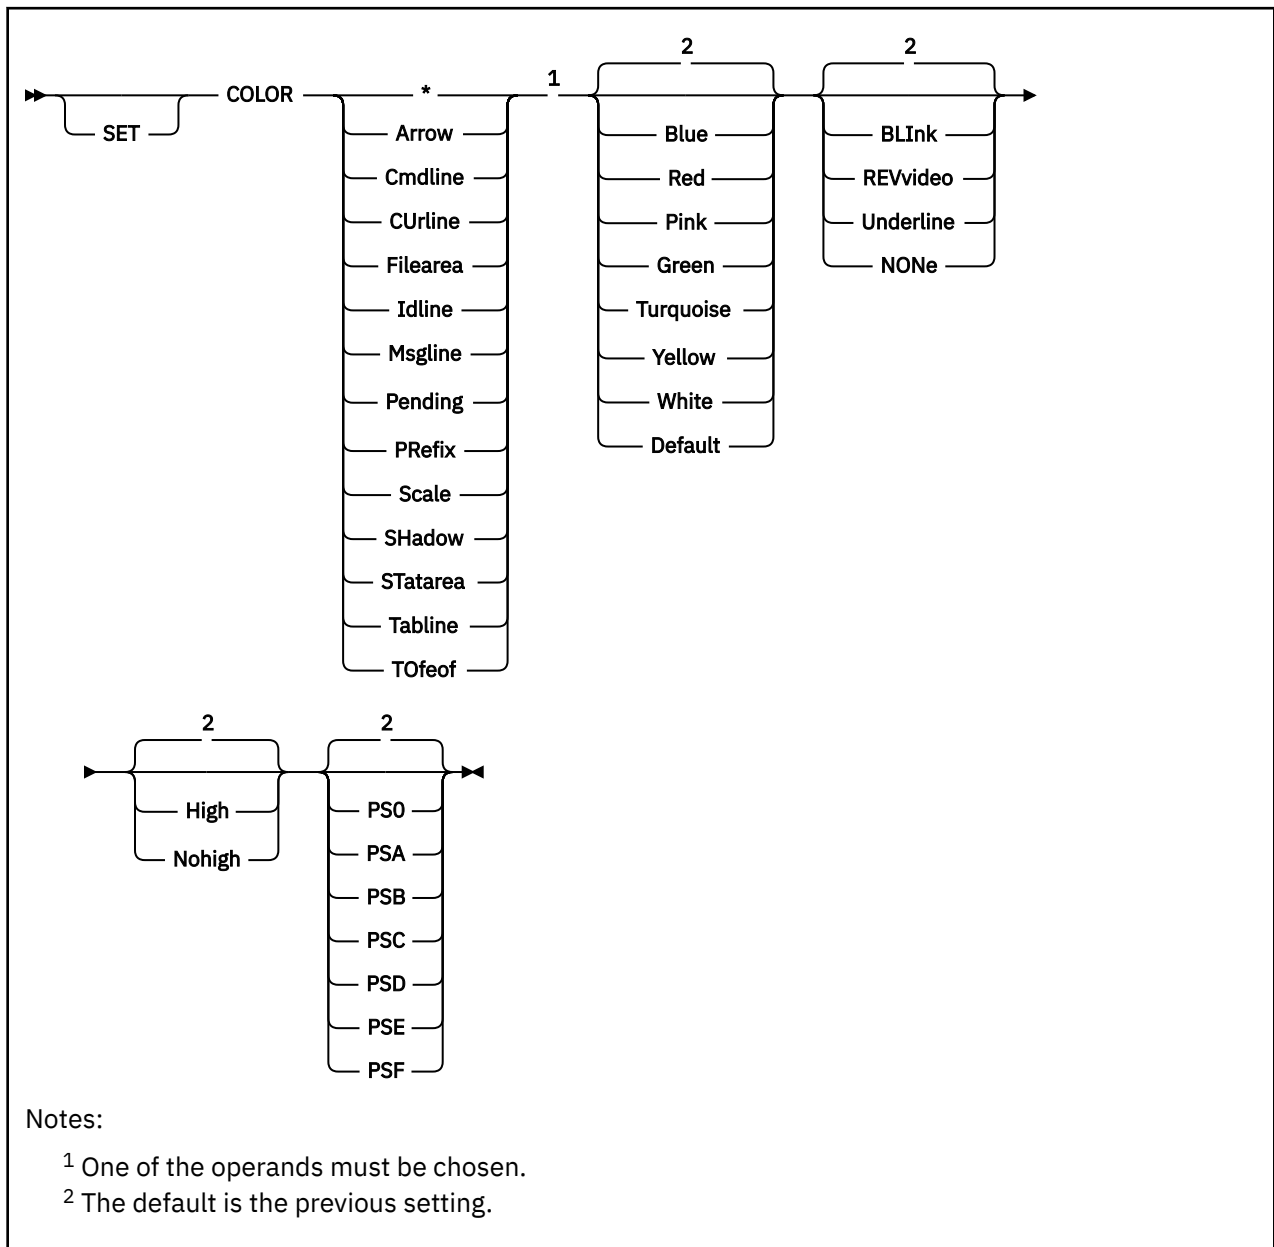 2 2
SET COLOR * 1
Arrow Blue BLInk
Cmdline Red REVvideo
CUrline Pink Underline
Filearea Green NONe
Idline Turquoise
Msgline Yellow
Pending White
PRefix Default
Scale
SHadow
STatarea
Tabline
TOfeof
2 2
High PS0
Nohigh PSA
PSB
PSC
PSD
PSE
PSF
Notes:
1 One of the operands must be chosen.
2 The default is the previous setting.